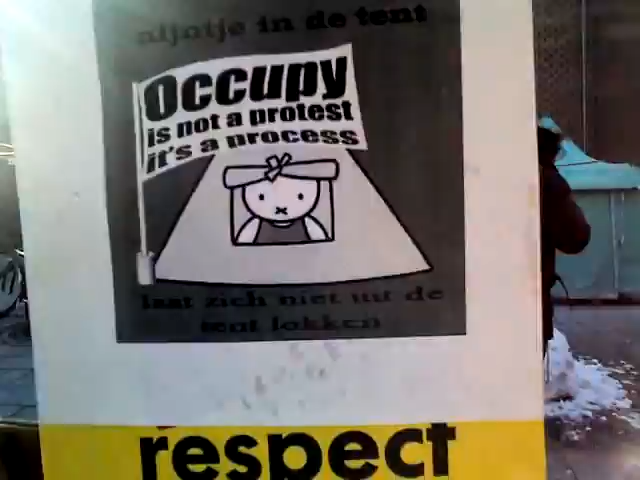 nijntje in de tent
Occupy
is not a protest
it's a process
laat zich niet uit de
tent lokken
respect